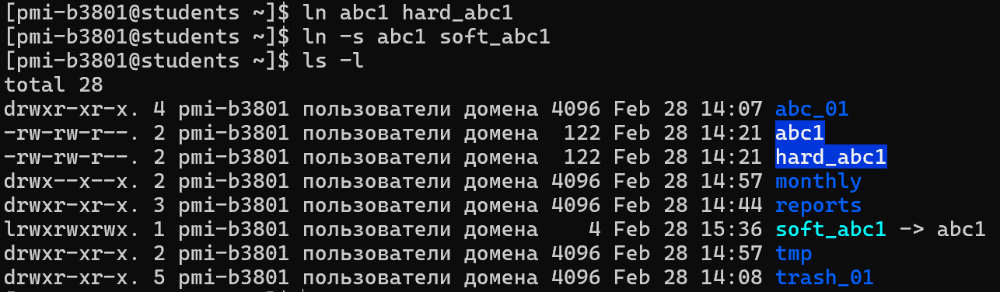 [pmi-b3801@students ~]$ ln abc1 hard_abc1
[pmi-b3801@students ~]$ ln -s abc1 soft_abc1
[pmi-b3801@students ~]$ ls -l
total 28
drwxr-xr-x. 4 pmi-b3801 пользователи домена 4096 Feb 28 14:07 abc_01
-rw-rw-r--. 2 pmi-b3801 пользователи домена  122 Feb 28 14:21 abc1
-rw-rw-r--. 2 pmi-b3801 пользователи домена  122 Feb 28 14:21 hard_abc1
drwx--x--x. 2 pmi-b3801 пользователи домена 4096 Feb 28 14:57 monthly
drwxr-xr-x. 3 pmi-b3801 пользователи домена 4096 Feb 28 14:44 reports
lrwxrwxrwx. 1 pmi-b3801 пользователи домена    4 Feb 28 15:36 soft_abc1 -> abc1
drwxr-xr-x. 2 pmi-b3801 пользователи домена 4096 Feb 28 14:57 tmp
drwxr-xr-x. 5 pmi-b3801 пользователи домена 4096 Feb 28 14:08 trash_01